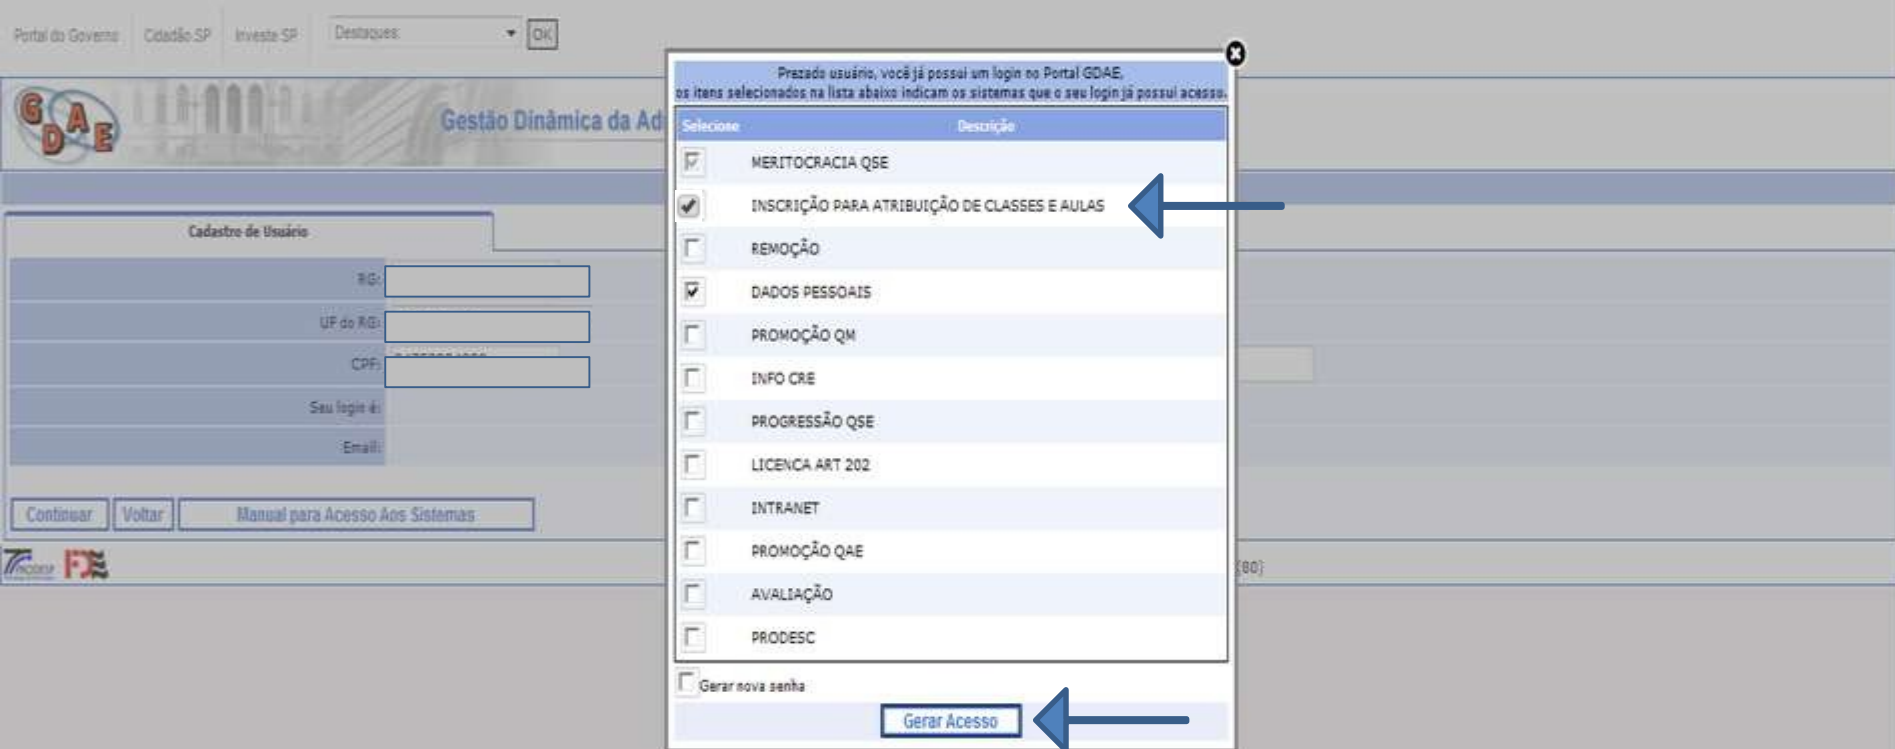 Portal do Governo
Cidadão SP
Investe SP
Destaques:
OK
GDAE
Gestão Dinâmica da Ad
Cadastro de Usuário
RG:
UF do RG:
CPF:
Seu login é:
Email:
Continuar
Voltar
Manual para Acesso Aos Sistemas
PRODESP
FDE
Prezado usuário, você já possui um login no Portal GDAE,
os itens selecionados na lista abaixo indicam os sistemas que o seu login já possui acesso.
Selecione Descrição
MERITOCRACIA QSE
INSCRIÇÃO PARA ATRIBUIÇÃO DE CLASSES E AULAS
REMOÇÃO
DADOS PESSOAIS
PROMOÇÃO QM
INFO CRE
PROGRESSÃO QSE
LICENCA ART 202
INTRANET
PROMOÇÃO QAE
AVALIAÇÃO
PRODESC
Gerar nova senha
Gerar Acesso
(80)